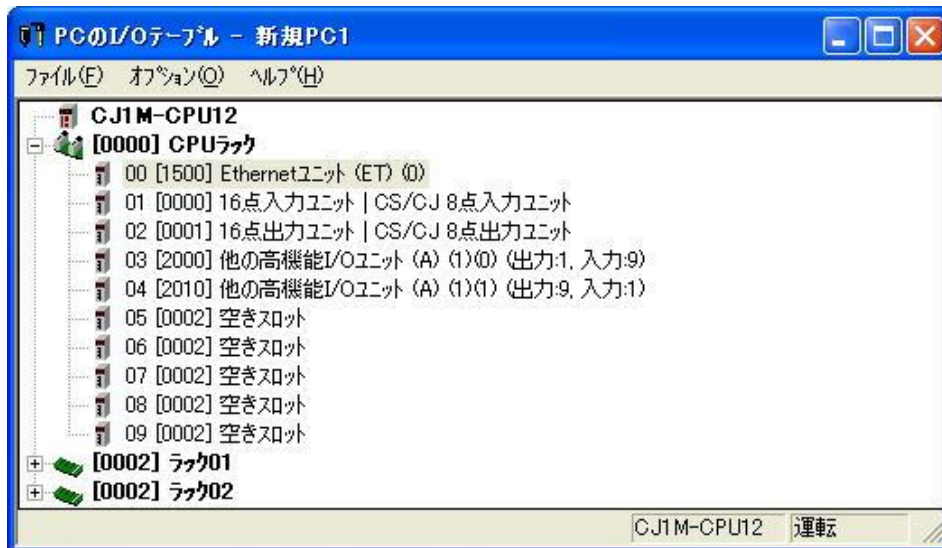 PCのI/Oテーブル - 新規PC1
ファイル(F) オプション(O) ヘルプ(H)
CJ1M-CPU12
[0000] CPUラック
00 [1500] Ethernetユニット (ET) (0)
01 [0000] 16点入力ユニット | CS/CJ 8点入力ユニット
02 [0001] 16点出力ユニット | CS/CJ 8点出力ユニット
03 [2000] 他の高機能I/Oユニット (A) (1)(0) (出力:1, 入力:9)
04 [2010] 他の高機能I/Oユニット (A) (1)(1) (出力:9, 入力:1)
05 [0002] 空きスロット
06 [0002] 空きスロット
07 [0002] 空きスロット
08 [0002] 空きスロット
09 [0002] 空きスロット
[0002] ラック01
[0002] ラック02
CJ1M-CPU12 運転